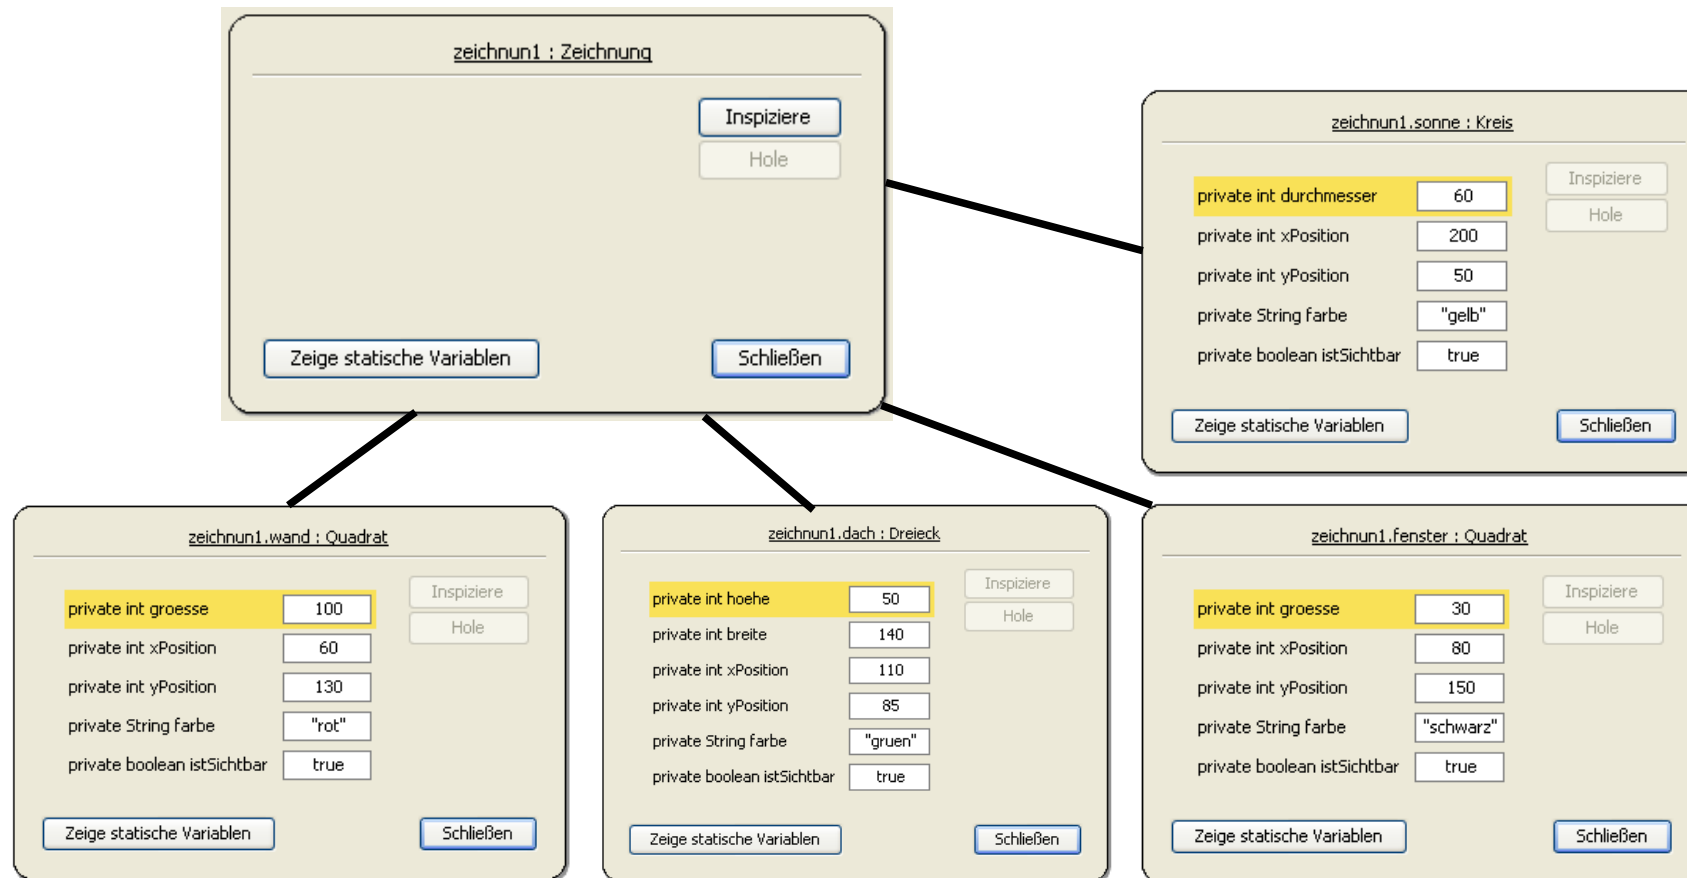 zeichnun1 : Zeichnung
Inspiziere
Hole
Zeige statische Variablen
Schließen
zeichnun1.sonne : Kreis
Inspiziere
Hole
private int durchmesser 60
private int xPosition 200
private int yPosition 50
private String farbe "gelb"
private boolean istSichtbar true
Zeige statische Variablen
Schließen
zeichnun1.wand : Quadrat
Inspiziere
Hole
private int groesse 100
private int xPosition 60
private int yPosition 130
private String farbe "rot"
private boolean istSichtbar true
Zeige statische Variablen
Schließen
zeichnun1.dach : Dreieck
Inspiziere
Hole
private int hoehe 50
private int breite 140
private int xPosition 110
private int yPosition 85
private String farbe "gruen"
private boolean istSichtbar true
Zeige statische Variablen
Schließen
zeichnun1.fenster : Quadrat
Inspiziere
Hole
private int groesse 30
private int xPosition 80
private int yPosition 150
private String farbe "schwarz"
private boolean istSichtbar true
Zeige statische Variablen
Schließen